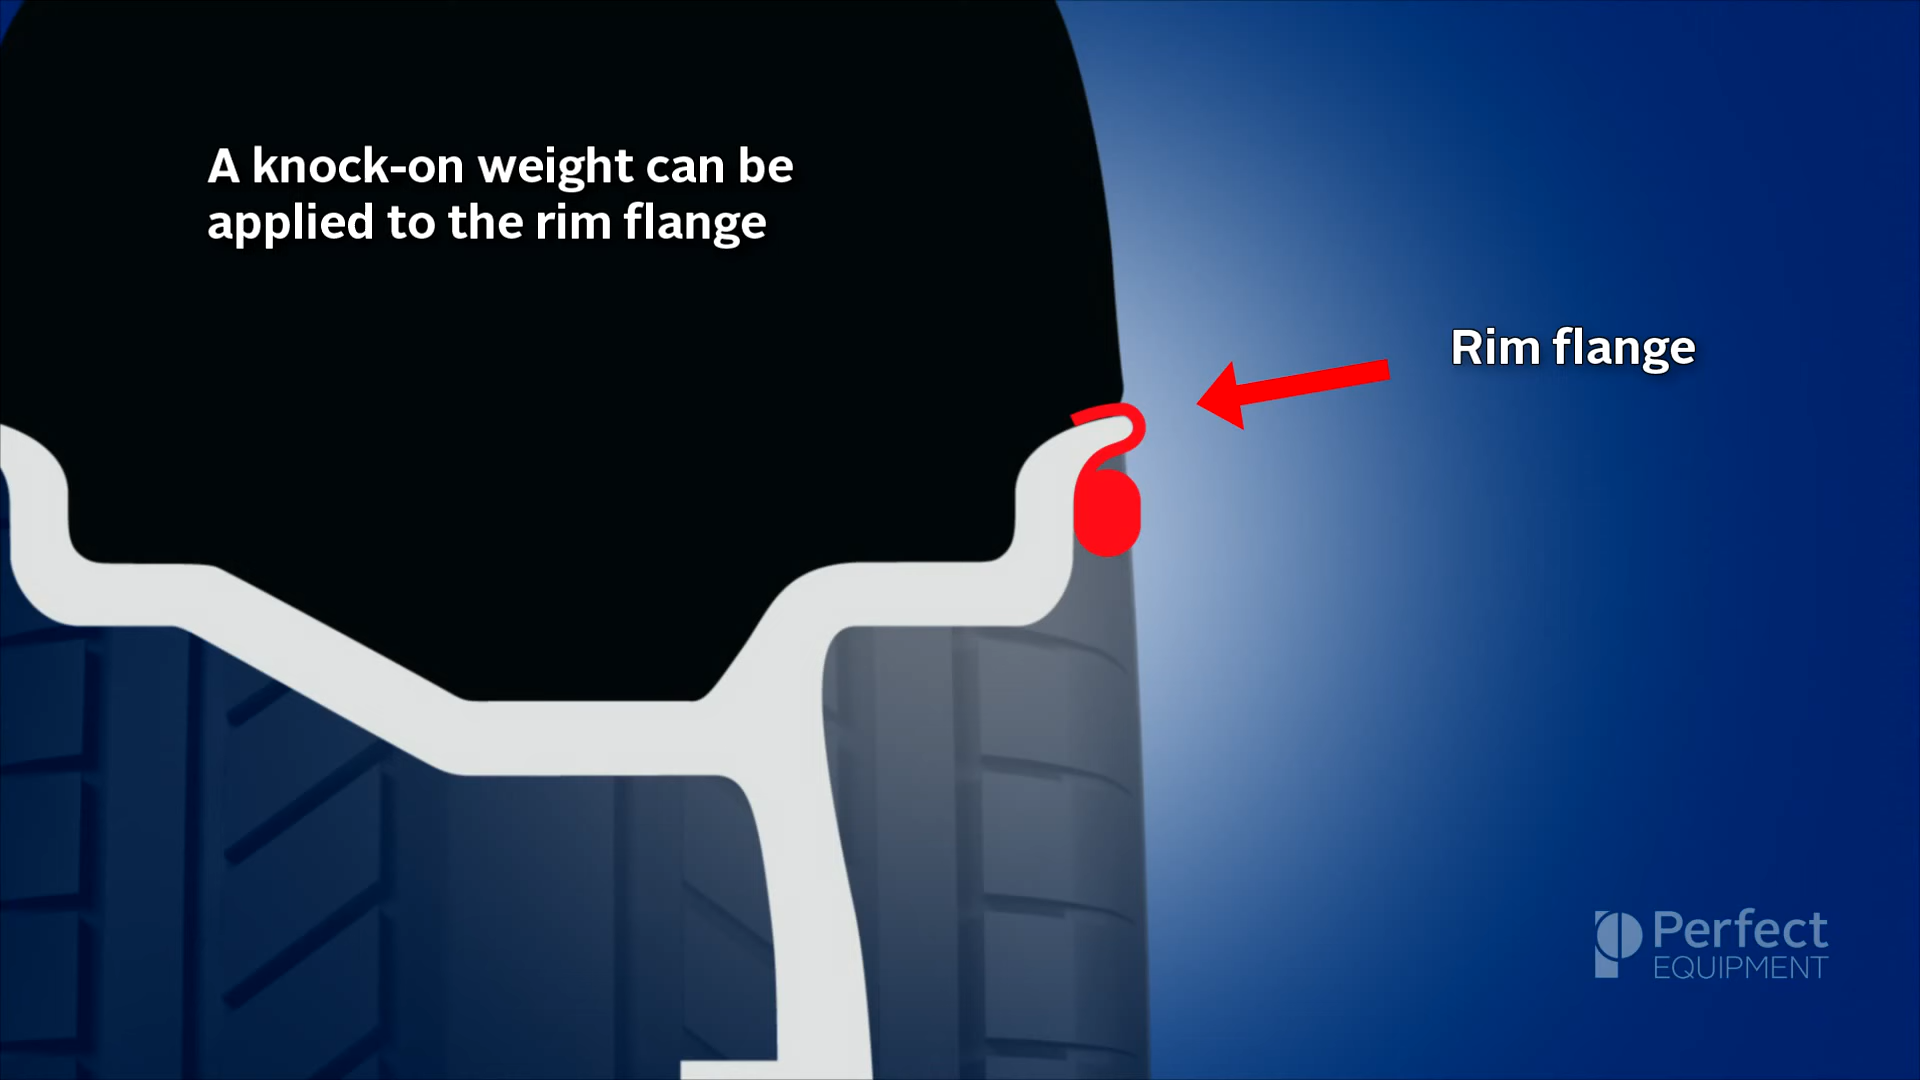 A knock-on weight can be
applied to the rim flange
Rim flange
Perfect
EQUIPMENT